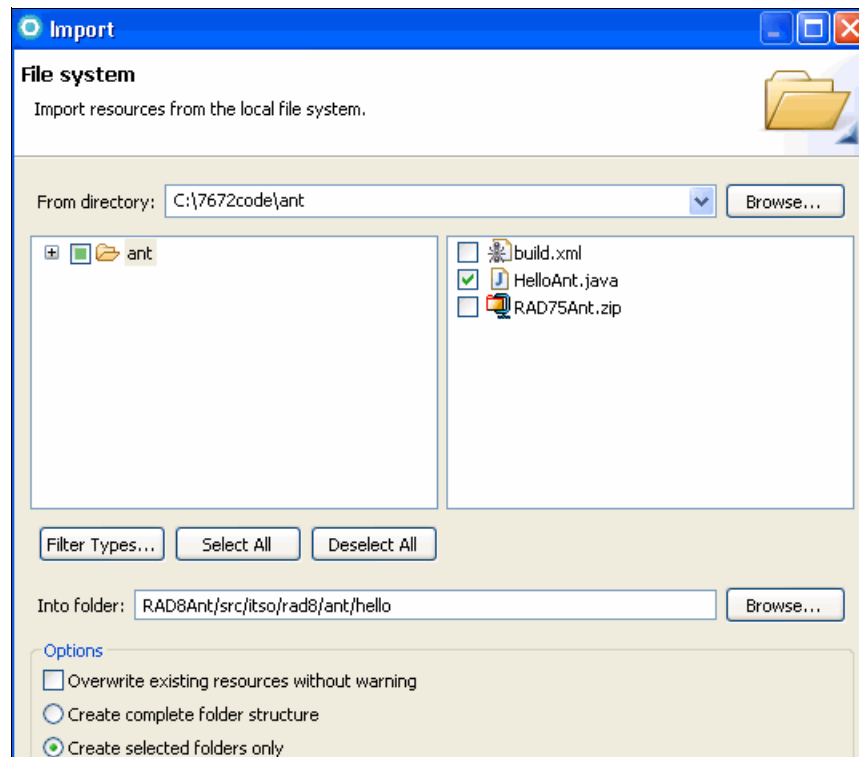 Import
File system
Import resources from the local file system.
From directory: C:\7672code\ant Browse...
ant
build.xml
HelloAnt.java
RAD75Ant.zip
Filter Types... Select All Deselect All
Into folder: RAD8Ant/src/itso/rad8/ant/hello Browse...
Options
Overwrite existing resources without warning
Create complete folder structure
Create selected folders only